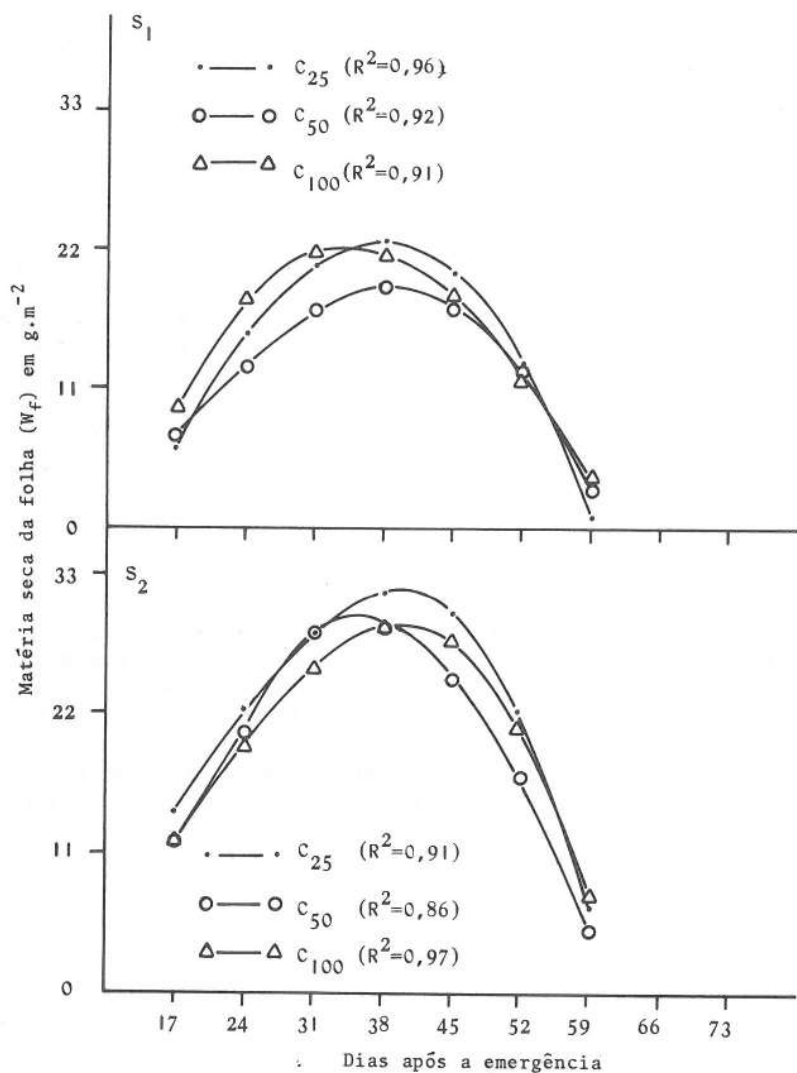 S₁
C₂₅ (R²=0,96)
C₅₀ (R²=0,92)
C₁₀₀ (R²=0,91)
33
22
11
0
Matéria seca da folha (W_f) em g.m⁻²
S₂
33
22
11
0
C₂₅ (R²=0,91)
C₅₀ (R²=0,86)
C₁₀₀ (R²=0,97)
17 24 31 38 45 52 59 66 73
Dias após a emergência